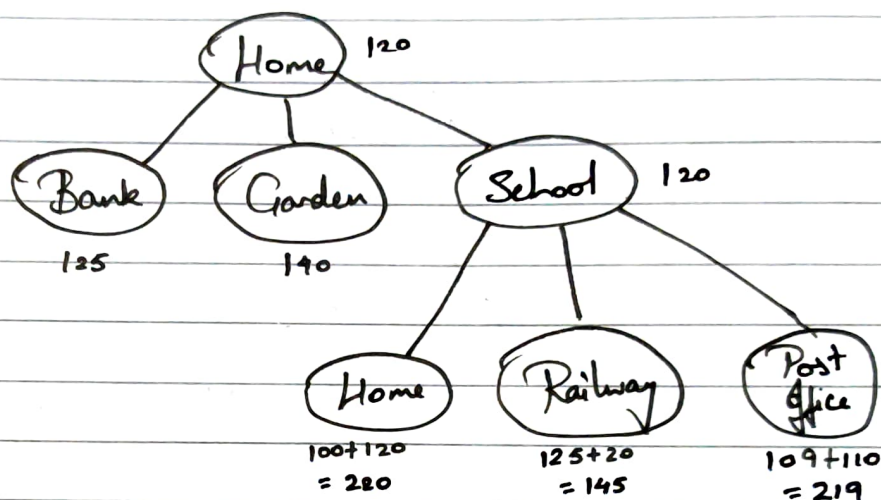 Home 120
Bank Garden School 120
125 140
Home Railway Post
Office
100+120 125+20 109+110
= 220 = 145 = 219